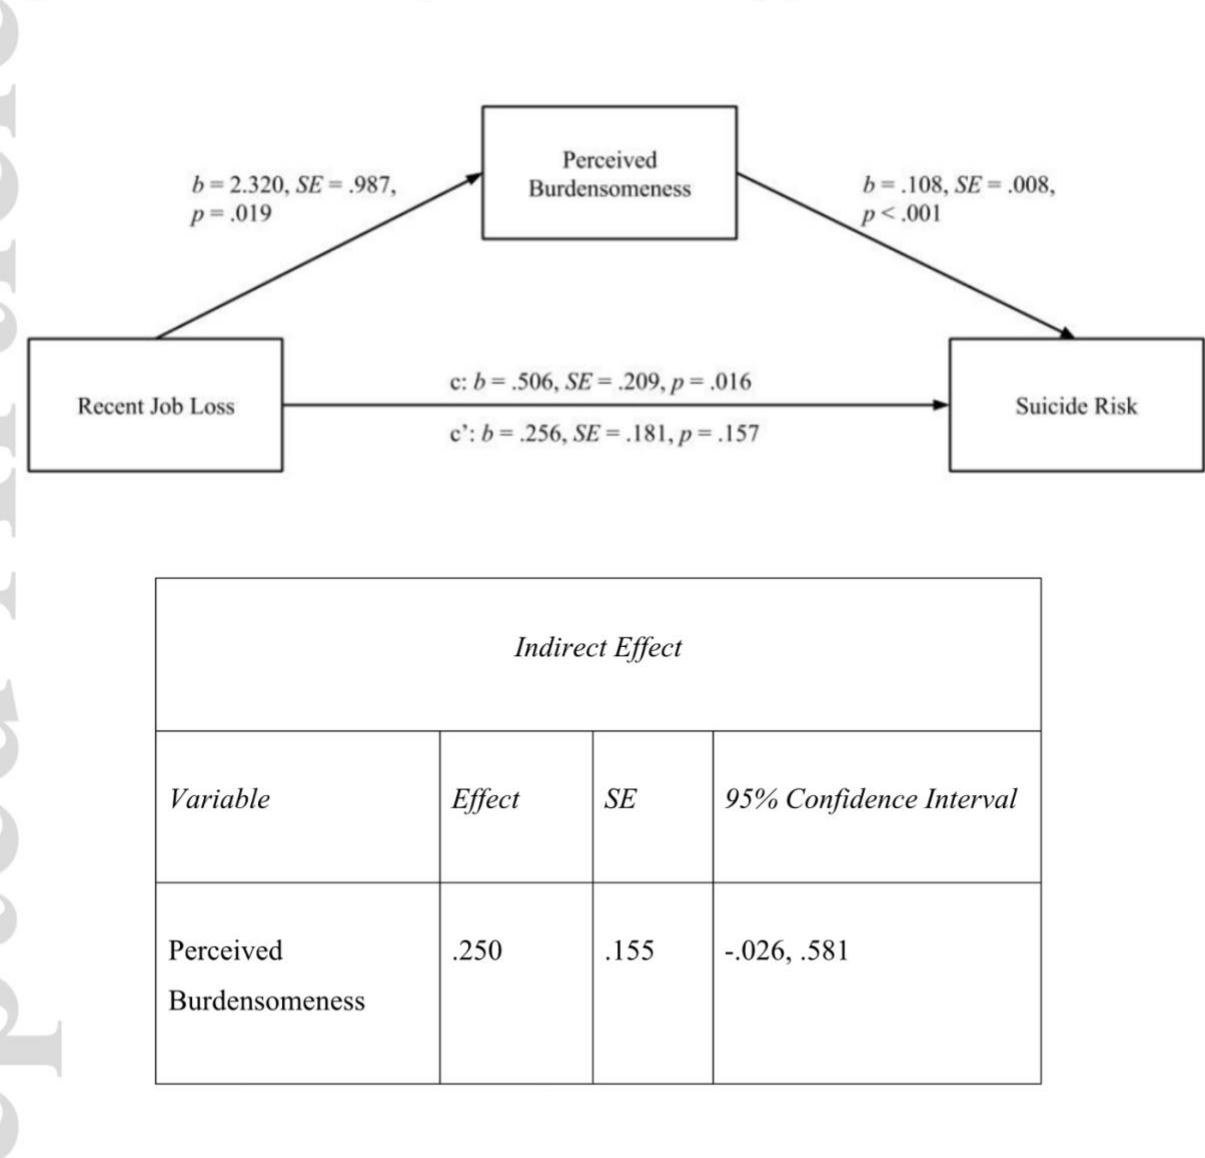 Perceived
Burdensomeness
b = 2.320, SE = .987,
p = .019
b = .108, SE = .008,
p < .001
Recent Job Loss
c: b = .506, SE = .209, p = .016
c’: b = .256, SE = .181, p = .157
Suicide Risk
Indirect Effect
Variable Effect SE 95% Confidence Interval
Perceived .250 .155 -.026, .581
Burdensomeness